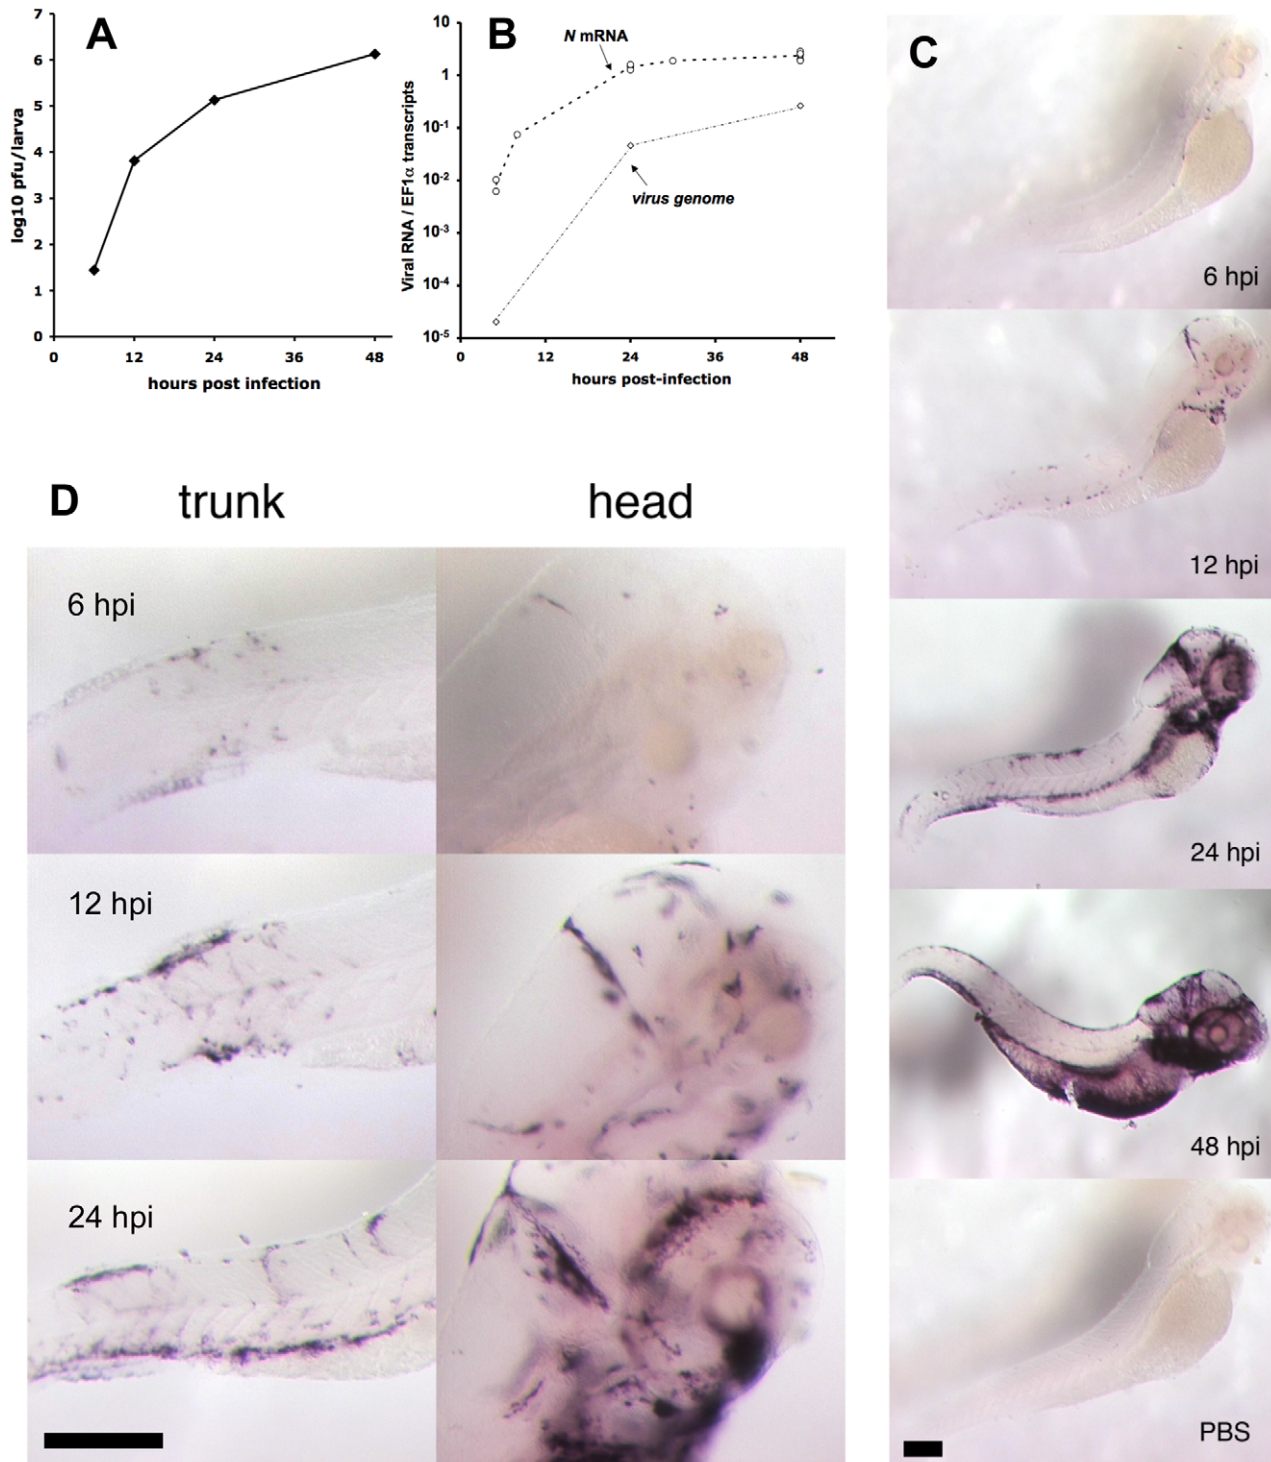 A
7
6
5
4
3
2
1
0
log10 pfu/larva
0 12 24 36 48
hours post infection
B
10
1
10-1
10-2
10-3
10-4
10-5
Viral RNA / EF1α transcripts
N mRNA
virus genome
0 12 24 36 48
hours post-infection
C
6 hpi
12 hpi
24 hpi
48 hpi
PBS
D
trunk head
6 hpi
12 hpi
24 hpi